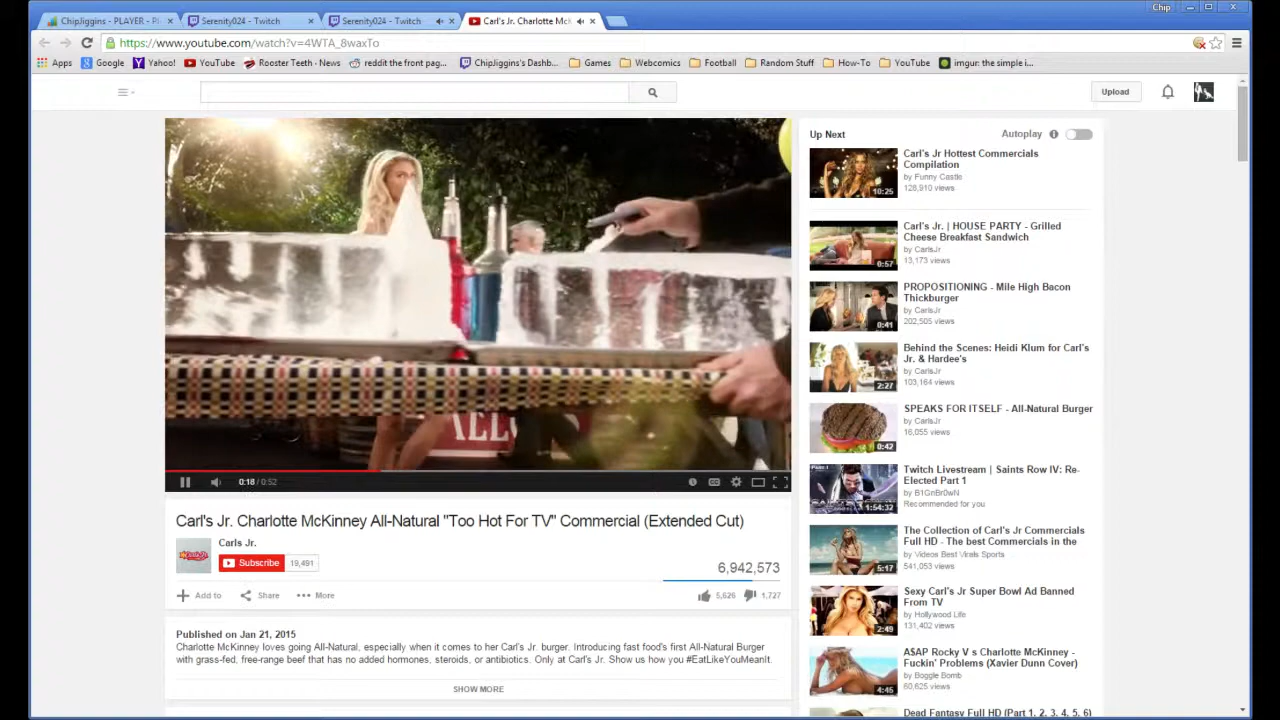 Chip
ChipJiggins - PLAYER - Pl
Serenity024 - Twitch
Serenity024 - Twitch
Carl's Jr. Charlotte McK
https://www.youtube.com/watch?v=4WTA_8waxTo
Apps
Google
Yahoo!
YouTube
Rooster Teeth - News
reddit the front pag...
ChipJiggins's Dashb...
Games
Webcomics
Football
Random Stuff
How-To
YouTube
imgur: the simple i...
Upload
ALL
0:18 / 0:52
Carl's Jr. Charlotte McKinney All-Natural "Too Hot For TV" Commercial (Extended Cut)
Carls Jr.
Subscribe 19,491
6,942,573
Add to Share More
5,626 1,727
Published on Jan 21, 2015
Charlotte McKinney loves going All-Natural, especially when it comes to her Carl's Jr. burger. Introducing fast food's first All-Natural Burger
with grass-fed, free-range beef that has no added hormones, steroids, or antibiotics. Only at Carl's Jr. Show us how you #EatLikeYouMeanIt.
SHOW MORE
Up Next
Autoplay
Carl's Jr Hottest Commercials
Compilation
by Funny Castle
128,910 views
10:25
Carl's Jr. | HOUSE PARTY - Grilled
Cheese Breakfast Sandwich
by CarlsJr
13,173 views
0:57
PROPOSITIONING - Mile High Bacon
Thickburger
by CarlsJr
202,505 views
0:41
Behind the Scenes: Heidi Klum for Carl's
Jr. & Hardee's
by CarlsJr
103,164 views
2:27
SPEAKS FOR ITSELF - All-Natural Burger
by CarlsJr
16,055 views
0:42
Twitch Livestream | Saints Row IV: Re-
Elected Part 1
by B1GnBr0wN
Recommended for you
Part 1
1:54:32
The Collection of Carl's Jr Commercials
Full HD - The best Commercials in the
by Videos Best Virals Sports
541,053 views
5:17
Sexy Carl's Jr Super Bowl Ad Banned
From TV
by Hollywood Life
131,402 views
2:49
A$AP Rocky V s Charlotte McKinney -
Fuckin' Problems (Xavier Dunn Cover)
by Boggie Bomb
60,625 views
4:45
Dead Fantasy Full HD (Part 1, 2, 3, 4, 5, 6)